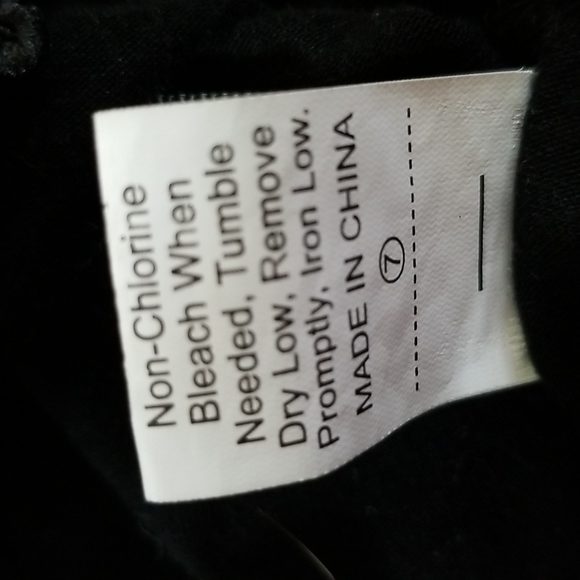 Non-Chlorine
Bleach When
Needed, Tumble
Dry Low, Remove
Promptly, Iron Low.
MADE IN CHINA
7